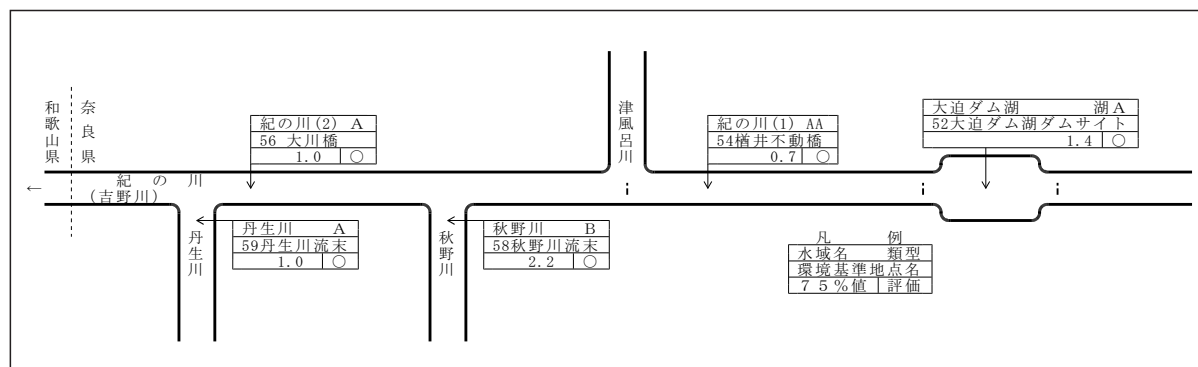 和歌山県
奈良県
←
紀の川
(吉野川)
紀の川(2) A
56 大川橋
1.0 ○
津風呂川
紀の川(1) AA
54楢井不動橋
0.7 ○
大迫ダム湖 湖A
52大迫ダム湖ダムサイト
1.4 ○
丹生川
丹生川 A
59丹生川流末
1.0 ○
秋野川
秋野川 B
58秋野川流末
2.2 ○
凡 例
水域名 類型
環境基準地点名
75%値 評価